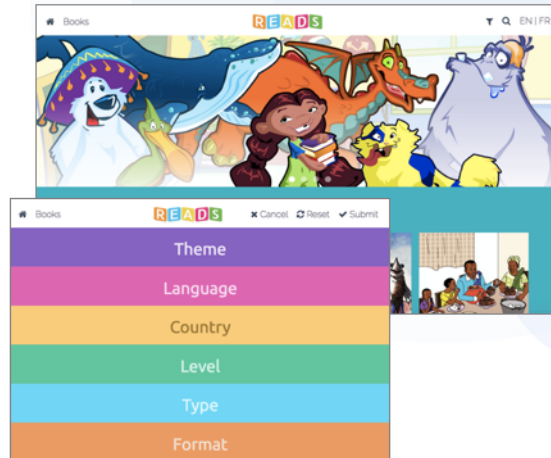 Books READS EN | FR
Books READS Cancel Reset Submit
Theme
Language
Country
Level
Type
Format